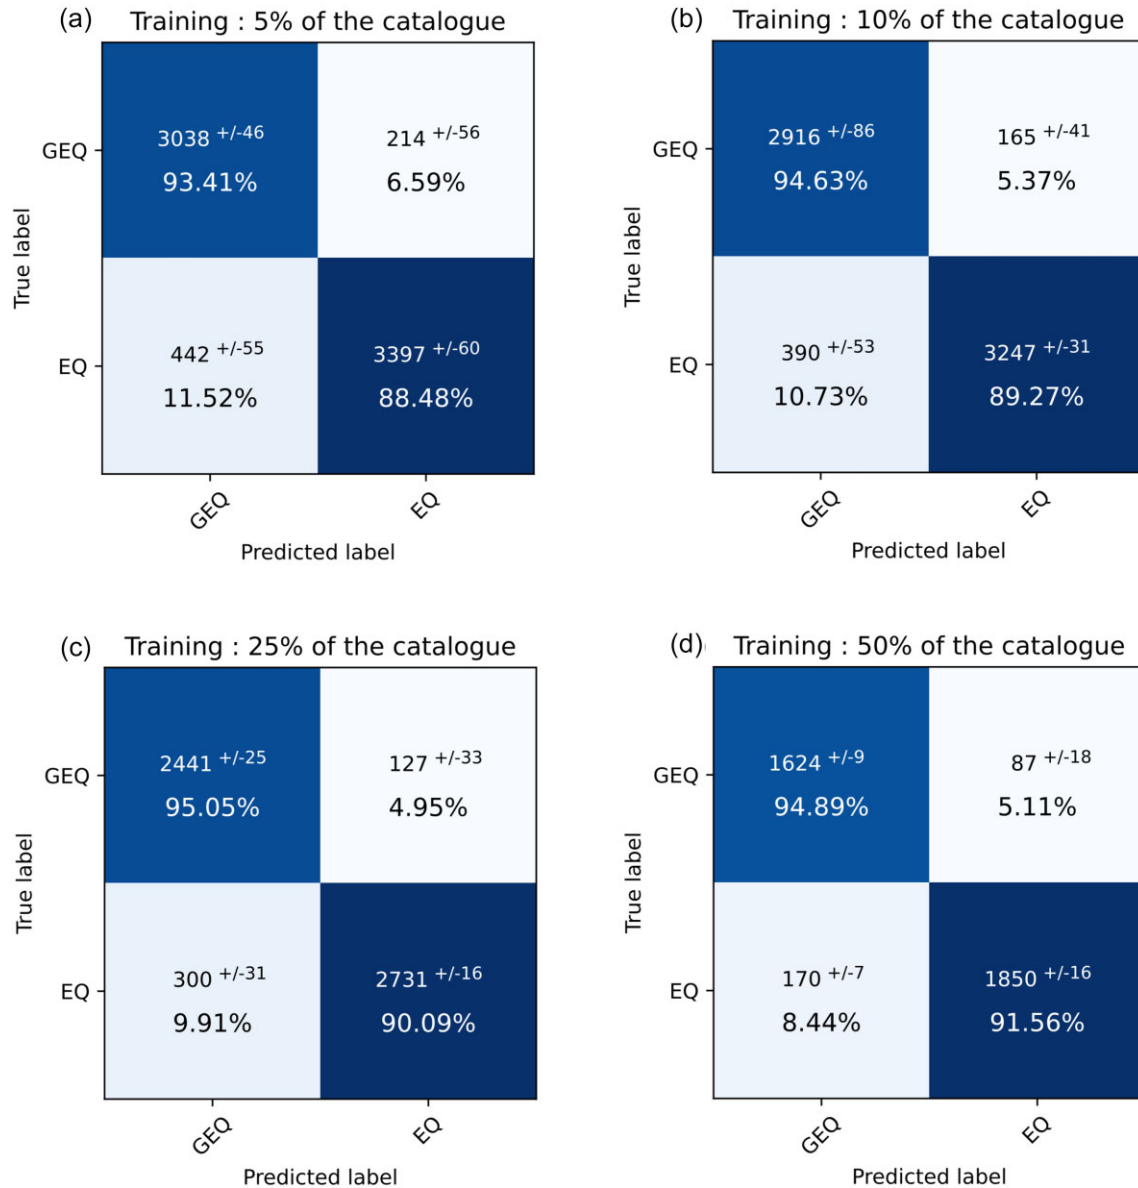 (a) Training : 5% of the catalogue
True label
GEQ
3038 +/-46
93.41%
214 +/-56
6.59%
EQ
442 +/-55
11.52%
3397 +/-60
88.48%
GEQ
EQ
Predicted label
(b) Training : 10% of the catalogue
True label
GEQ
2916 +/-86
94.63%
165 +/-41
5.37%
EQ
390 +/-53
10.73%
3247 +/-31
89.27%
GEQ
EQ
Predicted label
(c) Training : 25% of the catalogue
True label
GEQ
2441 +/-25
95.05%
127 +/-33
4.95%
EQ
300 +/-31
9.91%
2731 +/-16
90.09%
GEQ
EQ
Predicted label
(d) Training : 50% of the catalogue
True label
GEQ
1624 +/-9
94.89%
87 +/-18
5.11%
EQ
170 +/-7
8.44%
1850 +/-16
91.56%
GEQ
EQ
Predicted label